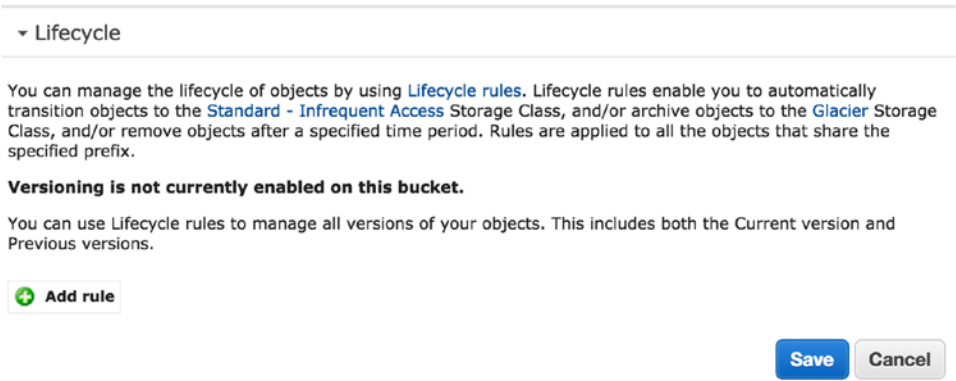 Lifecycle
You can manage the lifecycle of objects by using Lifecycle rules. Lifecycle rules enable you to automatically
transition objects to the Standard - Infrequent Access Storage Class, and/or archive objects to the Glacier Storage
Class, and/or remove objects after a specified time period. Rules are applied to all the objects that share the
specified prefix.
Versioning is not currently enabled on this bucket.
You can use Lifecycle rules to manage all versions of your objects. This includes both the Current version and
Previous versions.
Add rule
Save Cancel